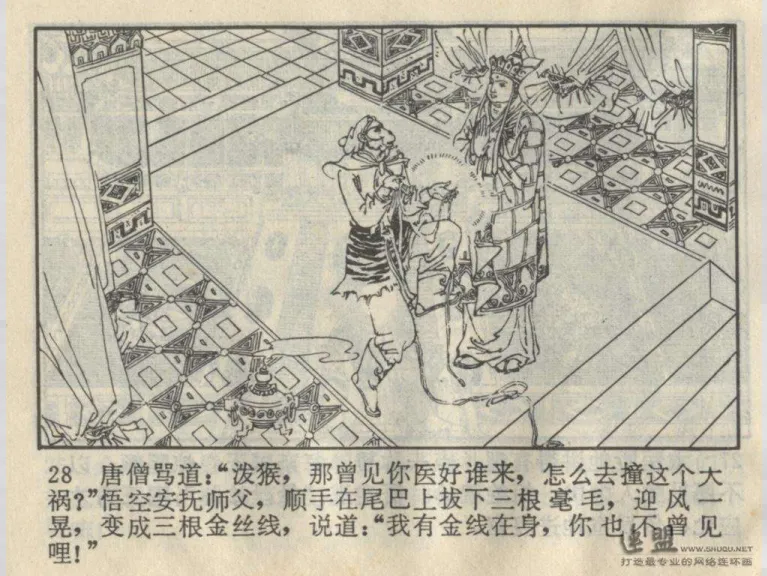 28 唐僧骂道：“泼猴，那曾见你医好谁来，怎么去撞这个大
祸？”悟空安抚师父，顺手在尾巴上拔下三根毫毛，迎风一
晃，变成三根金丝线，说道：“我有金线在身，你也不曾见
哩！”
连盟 WWW.SHUQU.NET
打造最专业的网络连环画